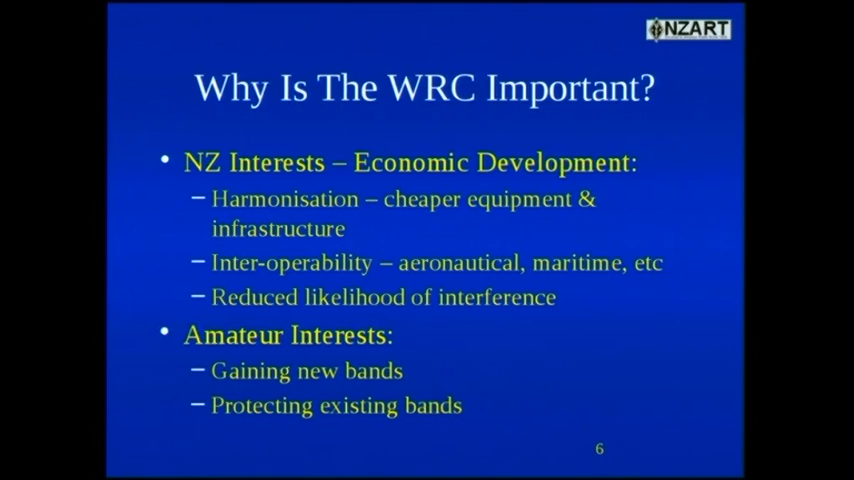 NZART
Why Is The WRC Important?
• NZ Interests – Economic Development:
– Harmonisation – cheaper equipment &
infrastructure
– Inter-operability – aeronautical, maritime, etc
– Reduced likelihood of interference
• Amateur Interests:
– Gaining new bands
– Protecting existing bands
6